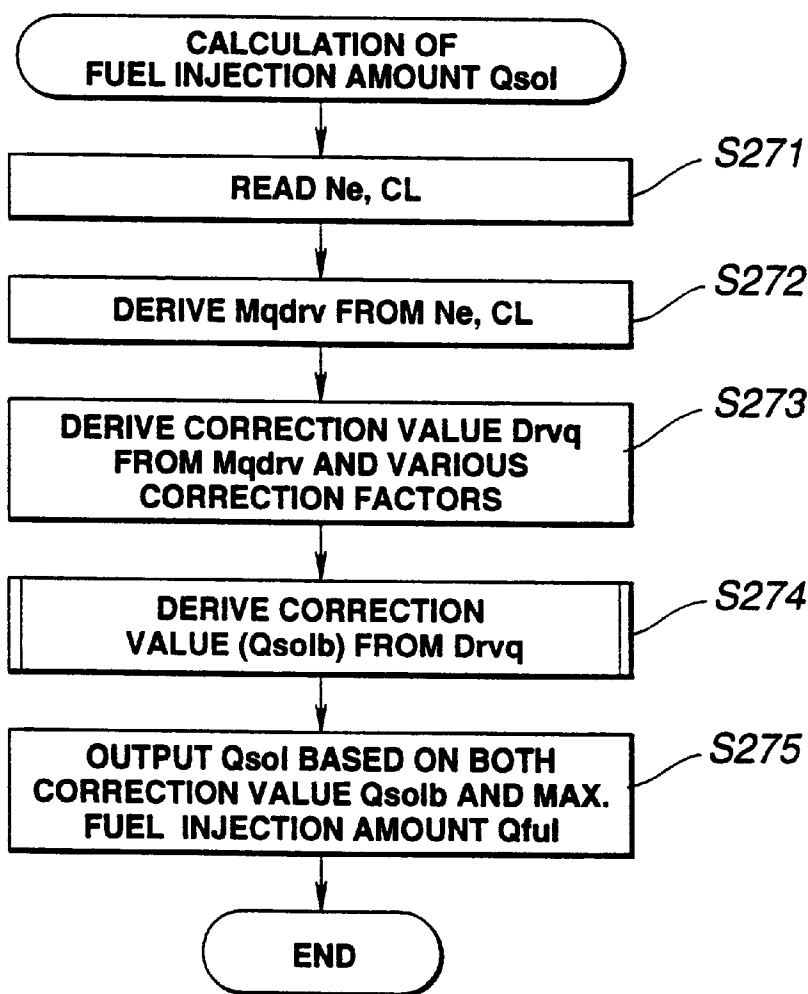 CALCULATION OF
FUEL INJECTION AMOUNT Qsol
S271
READ Ne, CL
S272
DERIVE Mqdrv FROM Ne, CL
S273
DERIVE CORRECTION VALUE Drvq
FROM Mqdrv AND VARIOUS
CORRECTION FACTORS
S274
DERIVE CORRECTION
VALUE (Qsolb) FROM Drvq
S275
OUTPUT Qsol BASED ON BOTH
CORRECTION VALUE Qsolb AND MAX.
FUEL INJECTION AMOUNT Qful
END